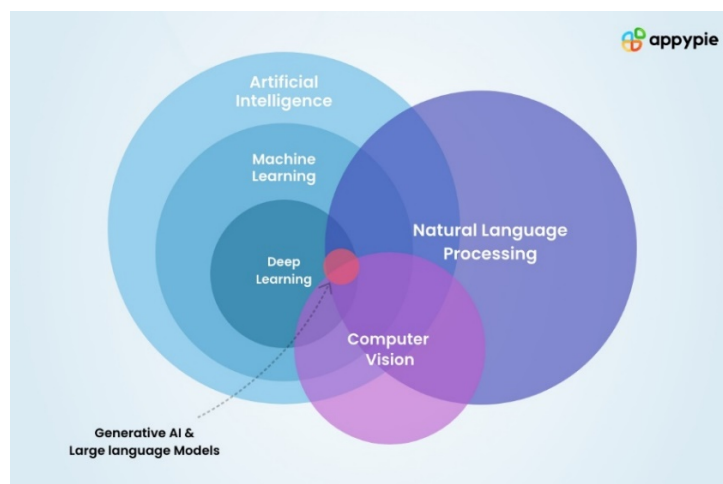 appypie
Artificial
Intelligence
Machine
Learning
Deep
Learning
Natural Language
Processing
Computer
Vision
Generative AI &
Large language Models